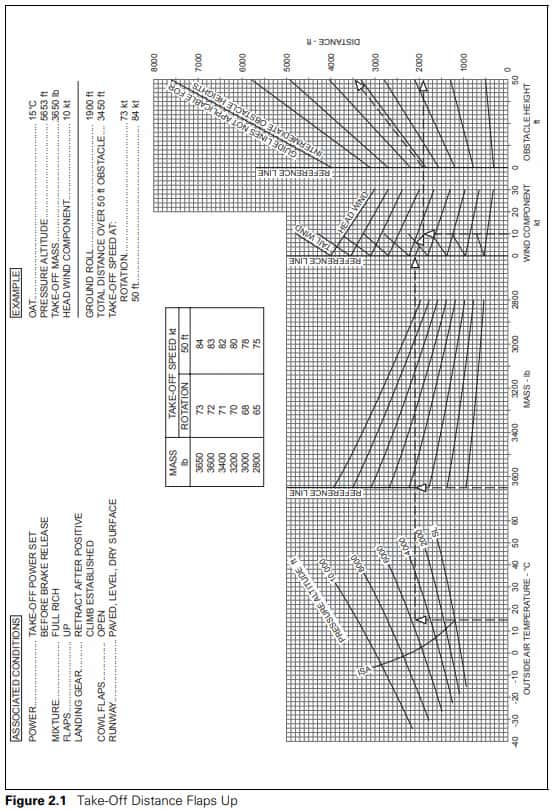 ASSOCIATED CONDITIONS
POWER.................. TAKE-OFF POWER SET
BEFORE BRAKE RELEASE
MIXTURE................ FULL RICH
FLAPS.................. UP
LANDING GEAR........... RETRACT AFTER POSITIVE
CLIMB ESTABLISHED
COWL FLAPS............. OPEN
RUNWAY................. PAVED, LEVEL, DRY SURFACE
EXAMPLE
OAT.................... 15°C
PRESSURE ALTITUDE...... 5653 ft
TAKE-OFF MASS.......... 3650 lb
HEAD WIND COMPONENT.... 10 kt
GROUND ROLL............ 1900 ft
TOTAL DISTANCE OVER 50 ft OBSTACLE.... 3450 ft
TAKE-OFF SPEED AT:
ROTATION............... 73 kt
50 ft.................. 84 kt
MASS lb TAKE-OFF SPEED kt
ROTATION 50 ft
3650 73 84
3600 72 83
3400 71 82
3200 70 80
3000 68 78
2800 65 75
PRESSURE ALTITUDE ft
10,000
8000
6000
4000
2000
SL
ISA
REFERENCE LINE
REFERENCE LINE
TAIL WIND
HEAD WIND
REFERENCE LINE
GUIDE LINES NOT APPLICABLE FOR
INTERMEDIATE OBSTACLE HEIGHTS
8000
7000
6000
5000
4000
3000
2000
1000
0
DISTANCE - ft
-40 -30 -20 -10 0 10 20 30 40 50 60
OUTSIDE AIR TEMPERATURE - °C
3600 3400 3200 3000 2800
MASS - lb
0 10 20 30
WIND COMPONENT
kt
0 50
OBSTACLE HEIGHT
ft
Figure 2.1 Take-Off Distance Flaps Up